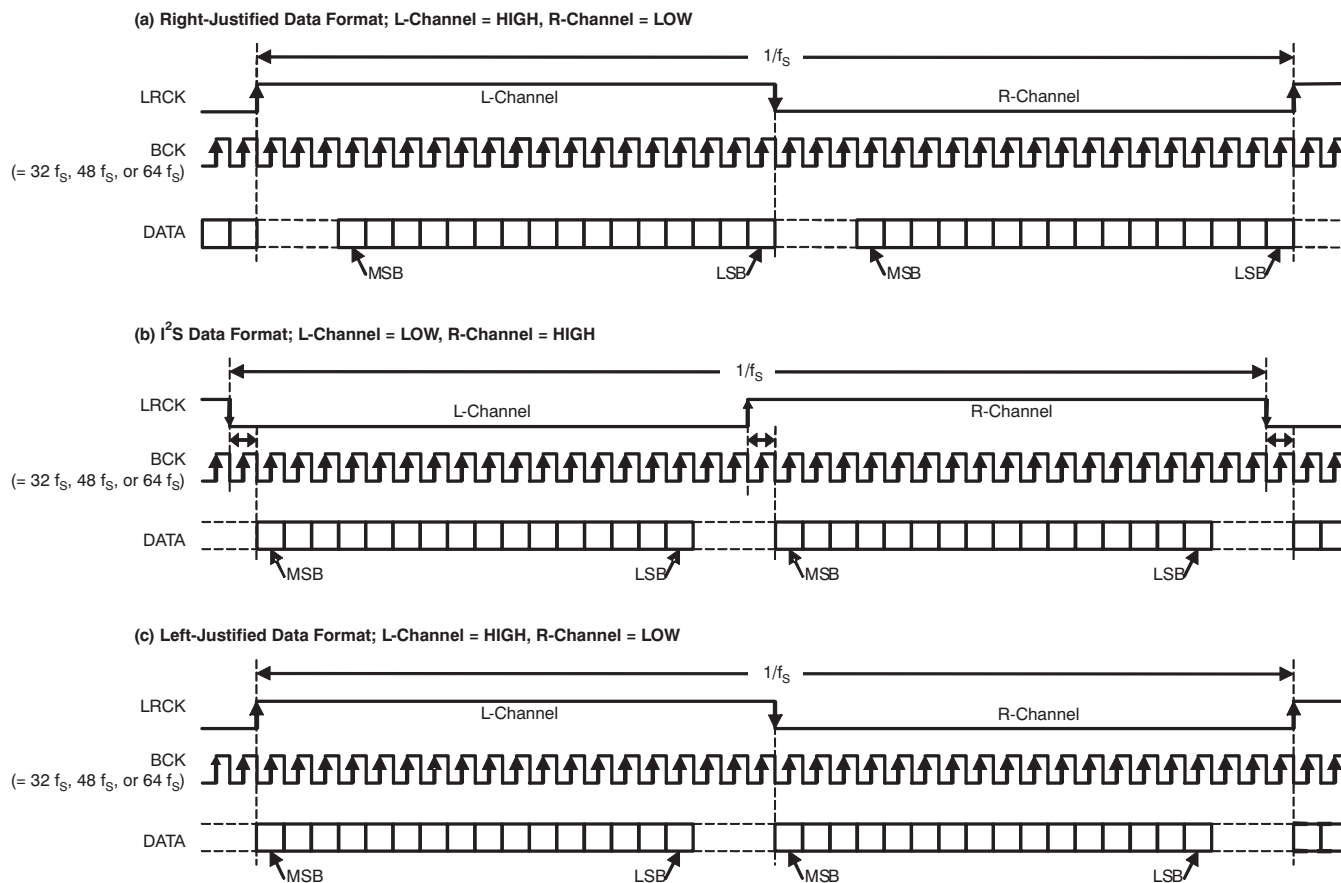 (a) Right-Justified Data Format; L-Channel = HIGH, R-Channel = LOW
1/fS
LRCK
L-Channel
R-Channel
BCK
(= 32 fS, 48 fS, or 64 fS)
DATA
MSB
LSB
MSB
LSB
(b) I2S Data Format; L-Channel = LOW, R-Channel = HIGH
1/fS
LRCK
L-Channel
R-Channel
BCK
(= 32 fS, 48 fS, or 64 fS)
DATA
MSB
LSB
MSB
LSB
(c) Left-Justified Data Format; L-Channel = HIGH, R-Channel = LOW
1/fS
LRCK
L-Channel
R-Channel
BCK
(= 32 fS, 48 fS, or 64 fS)
DATA
MSB
LSB
MSB
LSB